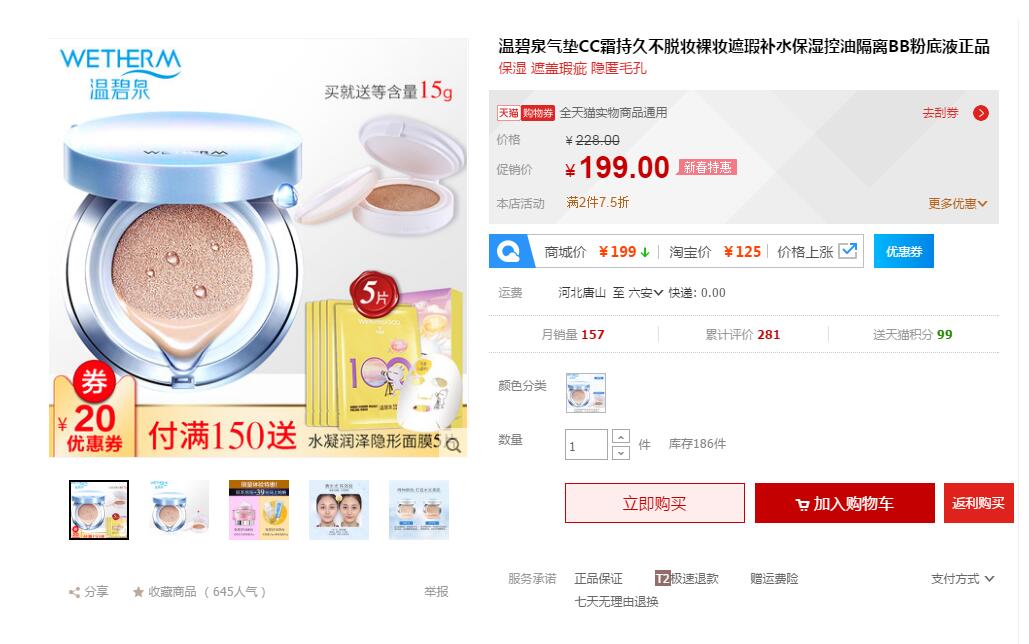 WETHERM
温碧泉
买就送等含量15g
WETHERM
5片
100
券
¥20
优惠券
付满150送
水凝润泽隐形面膜5
分享
收藏商品 （645人气）
举报
温碧泉气垫CC霜持久不脱妆裸妆遮瑕补水保湿控油隔离BB粉底液正品
保湿 遮盖瑕疵 隐匿毛孔
天猫 购物券 全天猫实物商品通用 去刮券
价格 ¥228.00
促销价 ¥199.00 新春特惠
本店活动 满2件7.5折 更多优惠
商城价 ¥199 淘宝价 ¥125 价格上涨 优惠券
运费 河北唐山 至 六安 快递: 0.00
月销量 157 累计评价 281 送天猫积分 99
颜色分类
数量 1 件 库存186件
立即购买 加入购物车 返利购买
服务承诺 正品保证 T2极速退款 赠运费险 支付方式
七天无理由退换